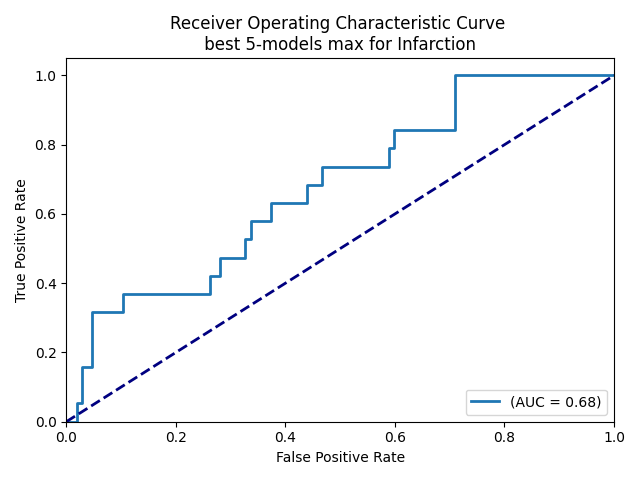 Receiver Operating Characteristic Curve
best 5-models max for Infarction
True Positive Rate
1.0
0.8
0.6
0.4
0.2
0.0
0.0 0.2 0.4 0.6 0.8 1.0
False Positive Rate
(AUC = 0.68)